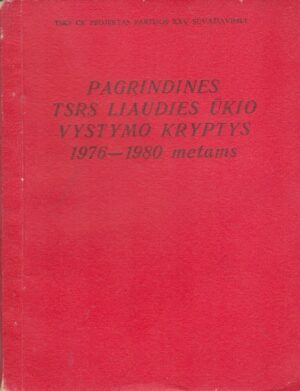 TSKP CK PROJEKTAS PARTIJOS XXV SUVAŽIAVIMUI
PAGRINDINĖS
TSRS LIAUDIES ŪKIO
VYSTYMO KRYPTYS
1976—1980 metams